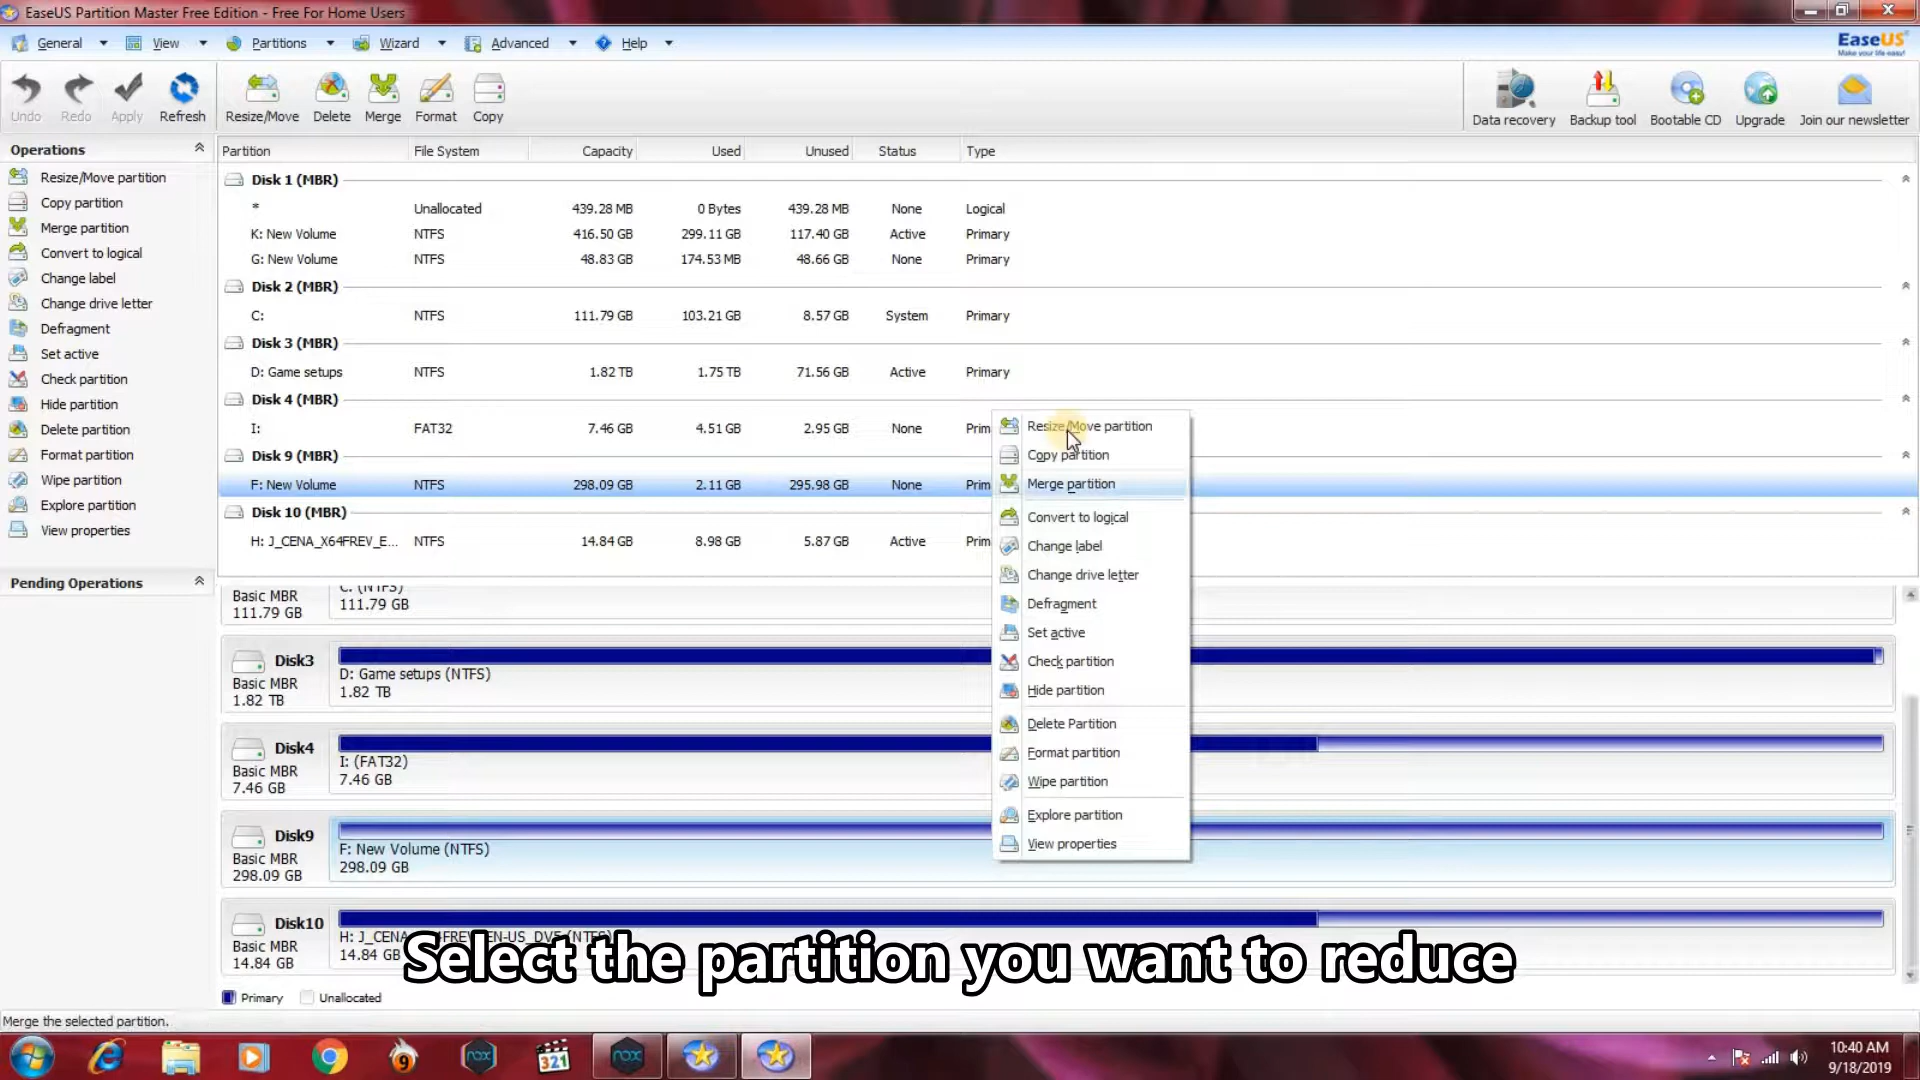 EaseUS Partition Master Free Edition - Free For Home Users
General View Partitions Wizard Advanced Help
EaseUS
Make your life easy!
Undo Redo Apply Refresh Resize/Move Delete Merge Format Copy Data recovery Backup tool Bootable CD Upgrade Join our newsletter
Operations
Resize/Move partition
Copy partition
Merge partition
Convert to logical
Change label
Change drive letter
Defragment
Set active
Check partition
Hide partition
Delete partition
Format partition
Wipe partition
Explore partition
View properties
Pending Operations
Partition File System Capacity Used Unused Status Type
Disk 1 (MBR)
* Unallocated 439.28 MB 0 Bytes 439.28 MB None Logical
K: New Volume NTFS 416.50 GB 299.11 GB 117.40 GB Active Primary
G: New Volume NTFS 48.83 GB 174.53 MB 48.66 GB None Primary
Disk 2 (MBR)
C: NTFS 111.79 GB 103.21 GB 8.57 GB System Primary
Disk 3 (MBR)
D: Game setups NTFS 1.82 TB 1.75 TB 71.56 GB Active Primary
Disk 4 (MBR)
I: FAT32 7.46 GB 4.51 GB 2.95 GB None Prim
Disk 9 (MBR)
F: New Volume NTFS 298.09 GB 2.11 GB 295.98 GB None Prim
Disk 10 (MBR)
H: J_CENA_X64FREV_E... NTFS 14.84 GB 8.98 GB 5.87 GB Active Prim
Resize/Move partition
Copy partition
Merge partition
Convert to logical
Change label
Change drive letter
Defragment
Set active
Check partition
Hide partition
Delete Partition
Format partition
Wipe partition
Explore partition
View properties
C: (NTFS)
Basic MBR 111.79 GB
111.79 GB
Disk3
Basic MBR
1.82 TB
D: Game setups (NTFS)
1.82 TB
Disk4
Basic MBR
7.46 GB
I: (FAT32)
7.46 GB
Disk9
Basic MBR
298.09 GB
F: New Volume (NTFS)
298.09 GB
Disk10
Basic MBR
14.84 GB
H: J_CENA_X64FREV_EN-US_DV5 (NTFS)
14.84 GB
Select the partition you want to reduce
Primary Unallocated
Merge the selected partition.
nox
321
nox
10:40 AM
9/18/2019